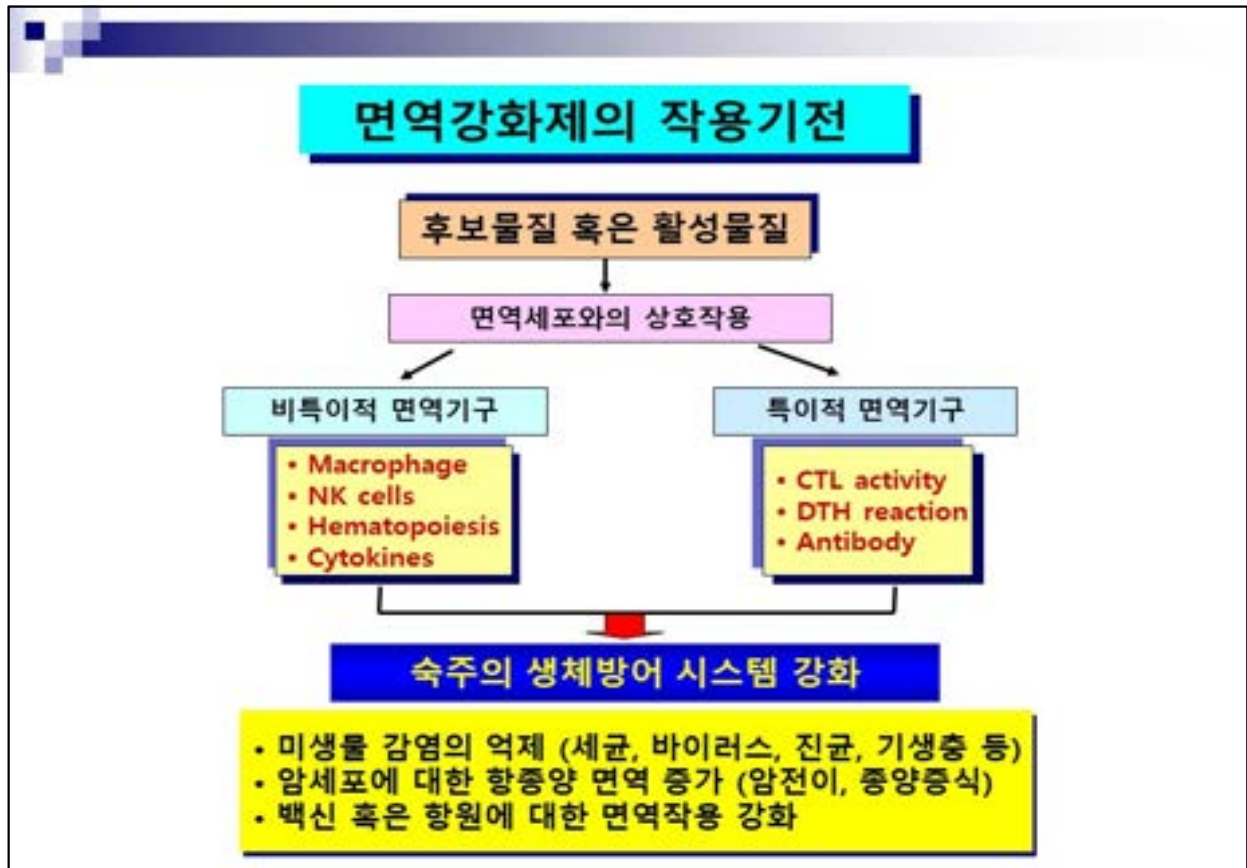 면역강화제의 작용기전
후보물질 혹은 활성물질
면역세포와의 상호작용
비특이적 면역기구
• Macrophage
• NK cells
• Hematopoiesis
• Cytokines
특이적 면역기구
• CTL activity
• DTH reaction
• Antibody
숙주의 생체방어 시스템 강화
• 미생물 감염의 억제 (세균, 바이러스, 진균, 기생충 등)
• 암세포에 대한 항종양 면역 증가 (암전이, 종양증식)
• 백신 혹은 항원에 대한 면역작용 강화